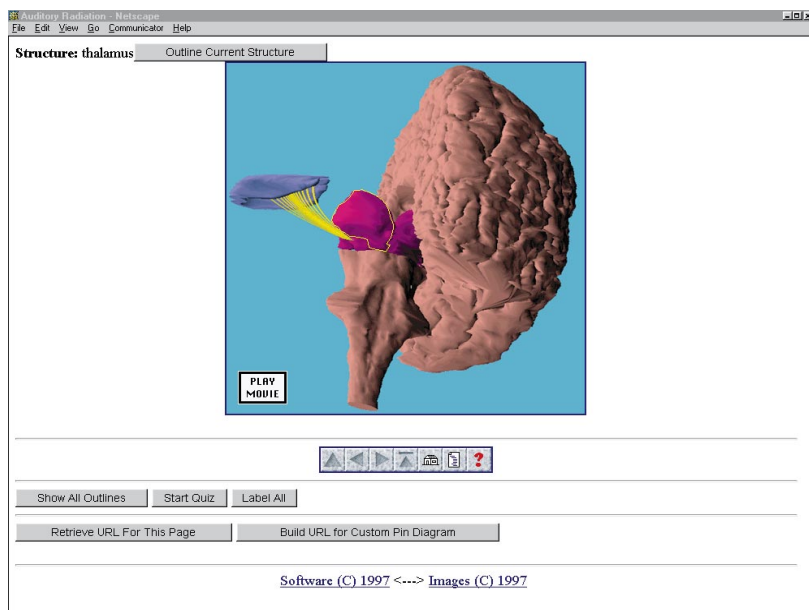 Auditory Radiation - Netscape
File Edit View Go Communicator Help
Structure: thalamus Outline Current Structure
PLAY
MOVIE
?
Show All Outlines Start Quiz Label All
Retrieve URL For This Page Build URL for Custom Pin Diagram
Software (C) 1997 <---> Images (C) 1997